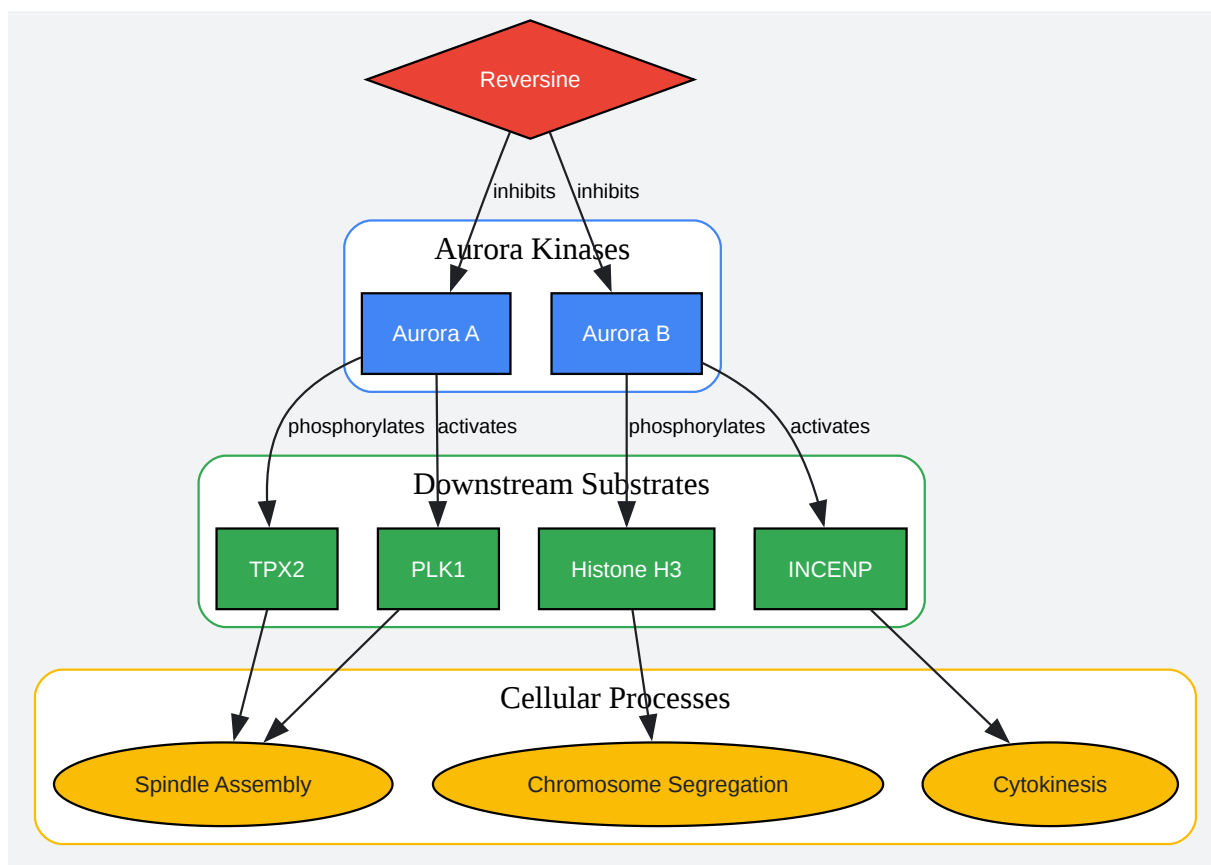 Reversine
inhibits inhibits
Aurora Kinases
Aurora A Aurora B
phosphorylates activates phosphorylates activates
Downstream Substrates
TPX2 PLK1 Histone H3 INCENP
Cellular Processes
Spindle Assembly Chromosome Segregation Cytokinesis